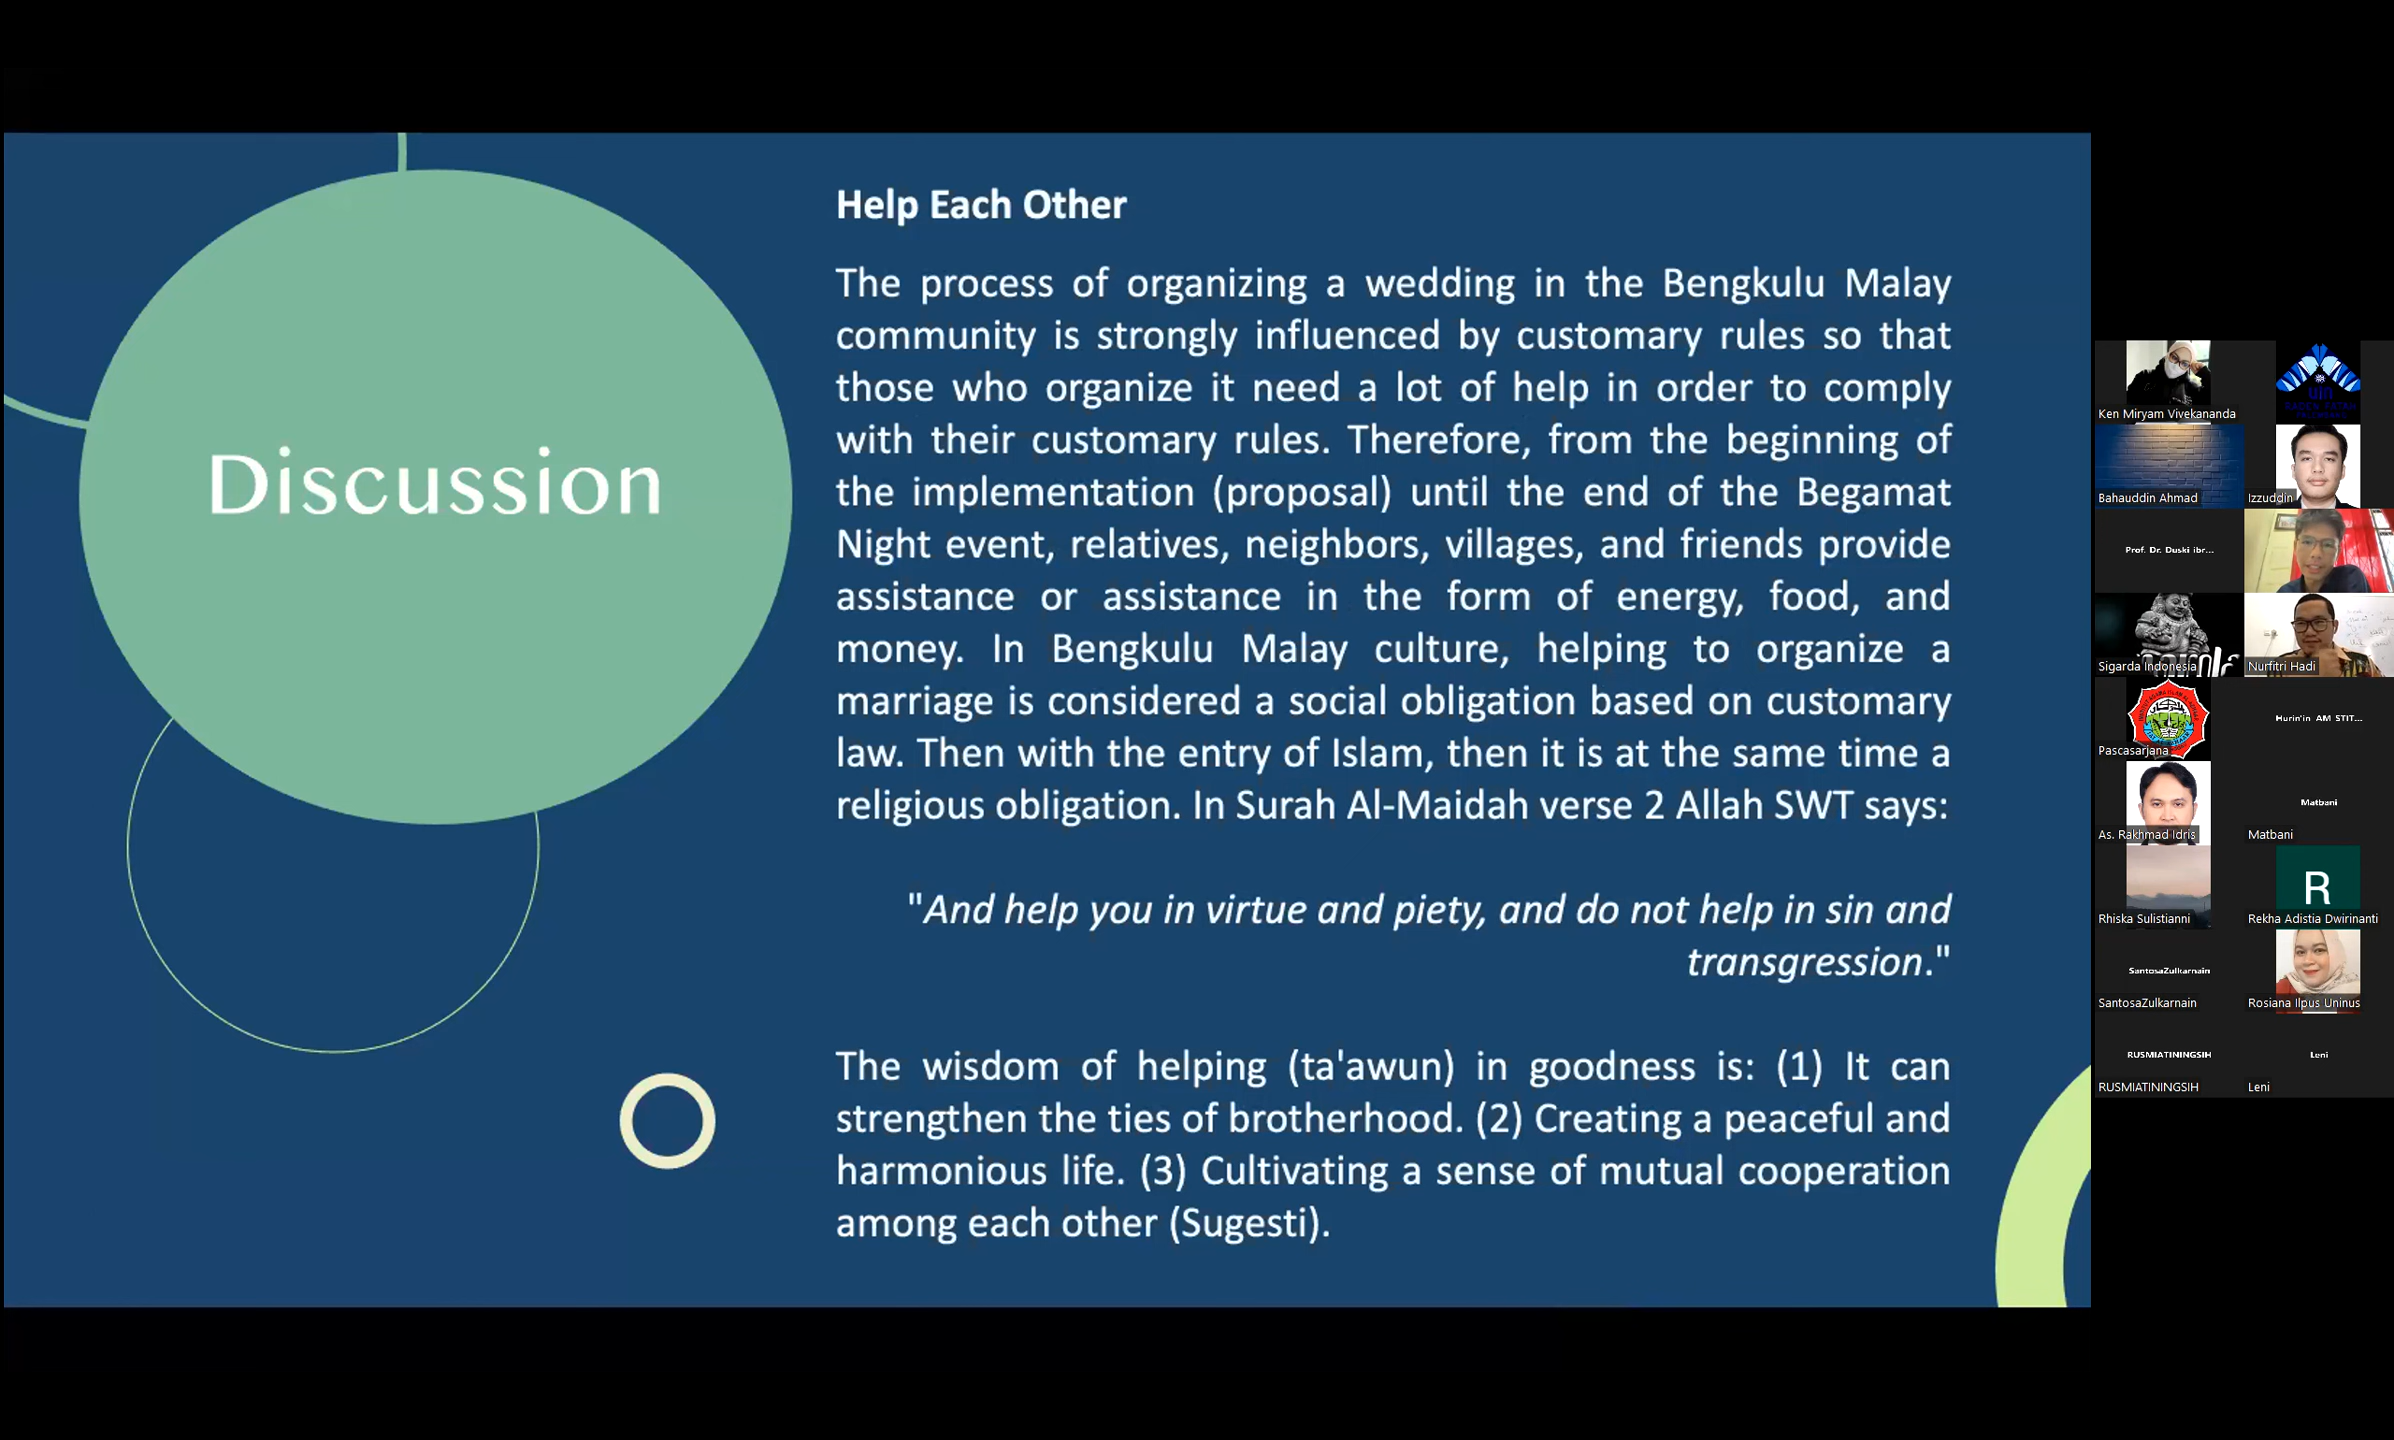 Discussion
Help Each Other
The process of organizing a wedding in the Bengkulu Malay
community is strongly influenced by customary rules so that
those who organize it need a lot of help in order to comply
with their customary rules. Therefore, from the beginning of
the implementation (proposal) until the end of the Begamat
Night event, relatives, neighbors, villages, and friends provide
assistance or assistance in the form of energy, food, and
money. In Bengkulu Malay culture, helping to organize a
marriage is considered a social obligation based on customary
law. Then with the entry of Islam, then it is at the same time a
religious obligation. In Surah Al-Maidah verse 2 Allah SWT says:
"And help you in virtue and piety, and do not help in sin and
transgression."
The wisdom of helping (ta'awun) in goodness is: (1) It can
strengthen the ties of brotherhood. (2) Creating a peaceful and
harmonious life. (3) Cultivating a sense of mutual cooperation
among each other (Sugesti).
Ken Miryam Vivekananda
uin
Bahauddin Ahmad
Izzuddin
Prof. Dr. Duski ibr...
Sigarda Indonesia
Nurfitri Hadi
Pascasarjana
Hurin'in AM STIT...
As. Rakhmad Idris
Matbani
Matbani
Rhiska Sulistianni
R
Rekha Adistia Dwirinanti
SantosaZulkarnain
SantosaZulkarnain
Rosiana Ilpus Uninus
RUSMIATININGSIH
RUSMIATININGSIH
Leni
Leni